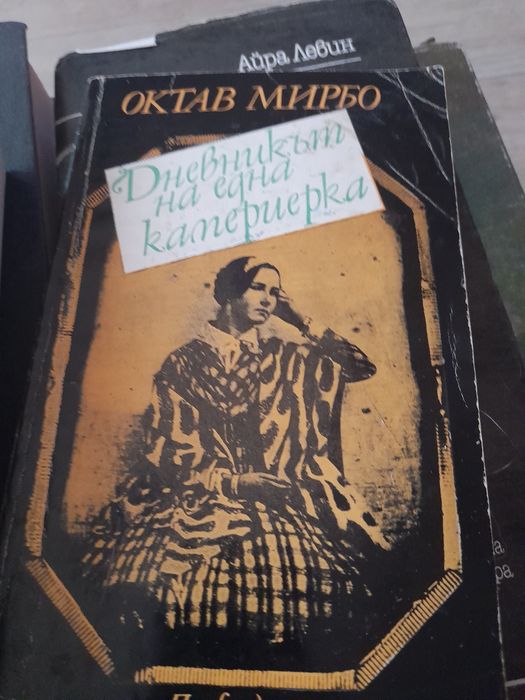 Айра Левин
ОКТАВ МИРБО
Дневникът
на една
камериерка